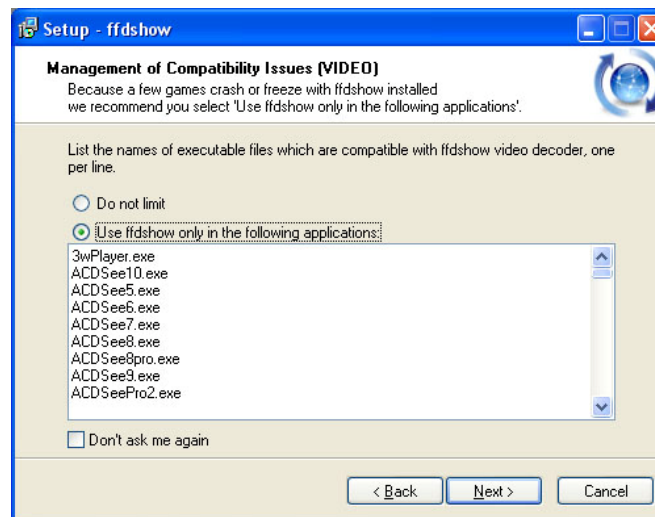 Setup - ffdshow
Management of Compatibility Issues (VIDEO)
Because a few games crash or freeze with ffdshow installed
we recommend you select 'Use ffdshow only in the following applications'.
List the names of executable files which are compatible with ffdshow video decoder, one
per line.
Do not limit
Use ffdshow only in the following applications:
3wPlayer.exe
ACDSee10.exe
ACDSee5.exe
ACDSee6.exe
ACDSee7.exe
ACDSee8.exe
ACDSee8pro.exe
ACDSee9.exe
ACDSeePro2.exe
Don't ask me again
< Back
Next >
Cancel